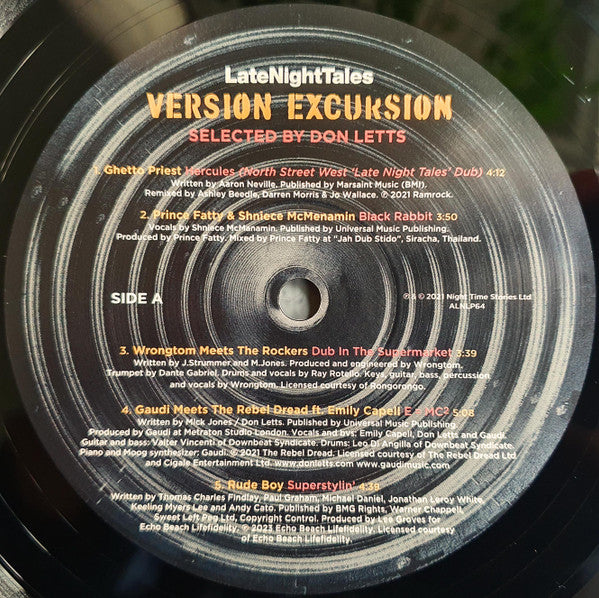 LateNightTales
VERSION EXCURSION
SELECTED BY DON LETTS
1. Ghetto Priest Hercules (North Street West 'Late Night Tales' Dub) 4:12
Written by Aaron Neville. Published by Marsaint Music (BMI).
Remixed by Ashley Beedle, Darren Morris & Jo Wallace. ℗ 2021 Ramrock.
2. Prince Fatty & Shniece McMenamin Black Rabbit 3:50
Vocals by Shniece McManamin. Published by Universal Music Publishing.
Produced by Prince Fatty. Mixed by Prince Fatty at "Jah Dub Stido", Siracha, Thailand.
SIDE A
℗ & © 2021 Night Time Stories Ltd
ALNLP64
3. Wrongtom Meets The Rockers Dub In The Supermarket 3:39
Written by J.Strummer and M.Jones. Produced and engineered by Wrongtom.
Trumpet by Dante Gabriel, Drums and vocals by Ray Rotello. Keys, guitar, bass, percussion
and vocals by Wrongtom. Licensed courtesy of Rongorongo.
4. Gaudi Meets The Rebel Dread ft. Emily Capell E = MC² 5:08
Written by Mick Jones / Don Letts. Published by Universal Music Publishing.
Produced by Gaudi at Metraton Studio London. Vocals and bvs: Emily Capell, Don Letts and Gaudi.
Guitar and bass: Valter Vincenti of Downbeat Syndicate. Drums: Leo Di Angilla of Downbeat Syndicate.
Piano and Moog synthesizer: Gaudi. ℗ 2021 The Rebel Dread. Licensed courtesy of The Rebel Dread Ltd.
and Cigale Entertainment Ltd. www.donletts.com www.gaudimusic.com
5. Rude Boy Superstylin' 4:39
Written by Thomas Charles Findlay, Paul Graham, Michael Daniel, Jonathan Leroy White,
Keeling Myers Lee and Andy Cato. Published by BMG Rights, Warner Chappell,
Sweet Left Peg Ltd, Copyright Control. Produced by Lee Groves for
Echo Beach Lifefidelity. ℗ 2023 Echo Beach Lifefidelity. Licensed courtesy
of Echo Beach Lifefidelity.